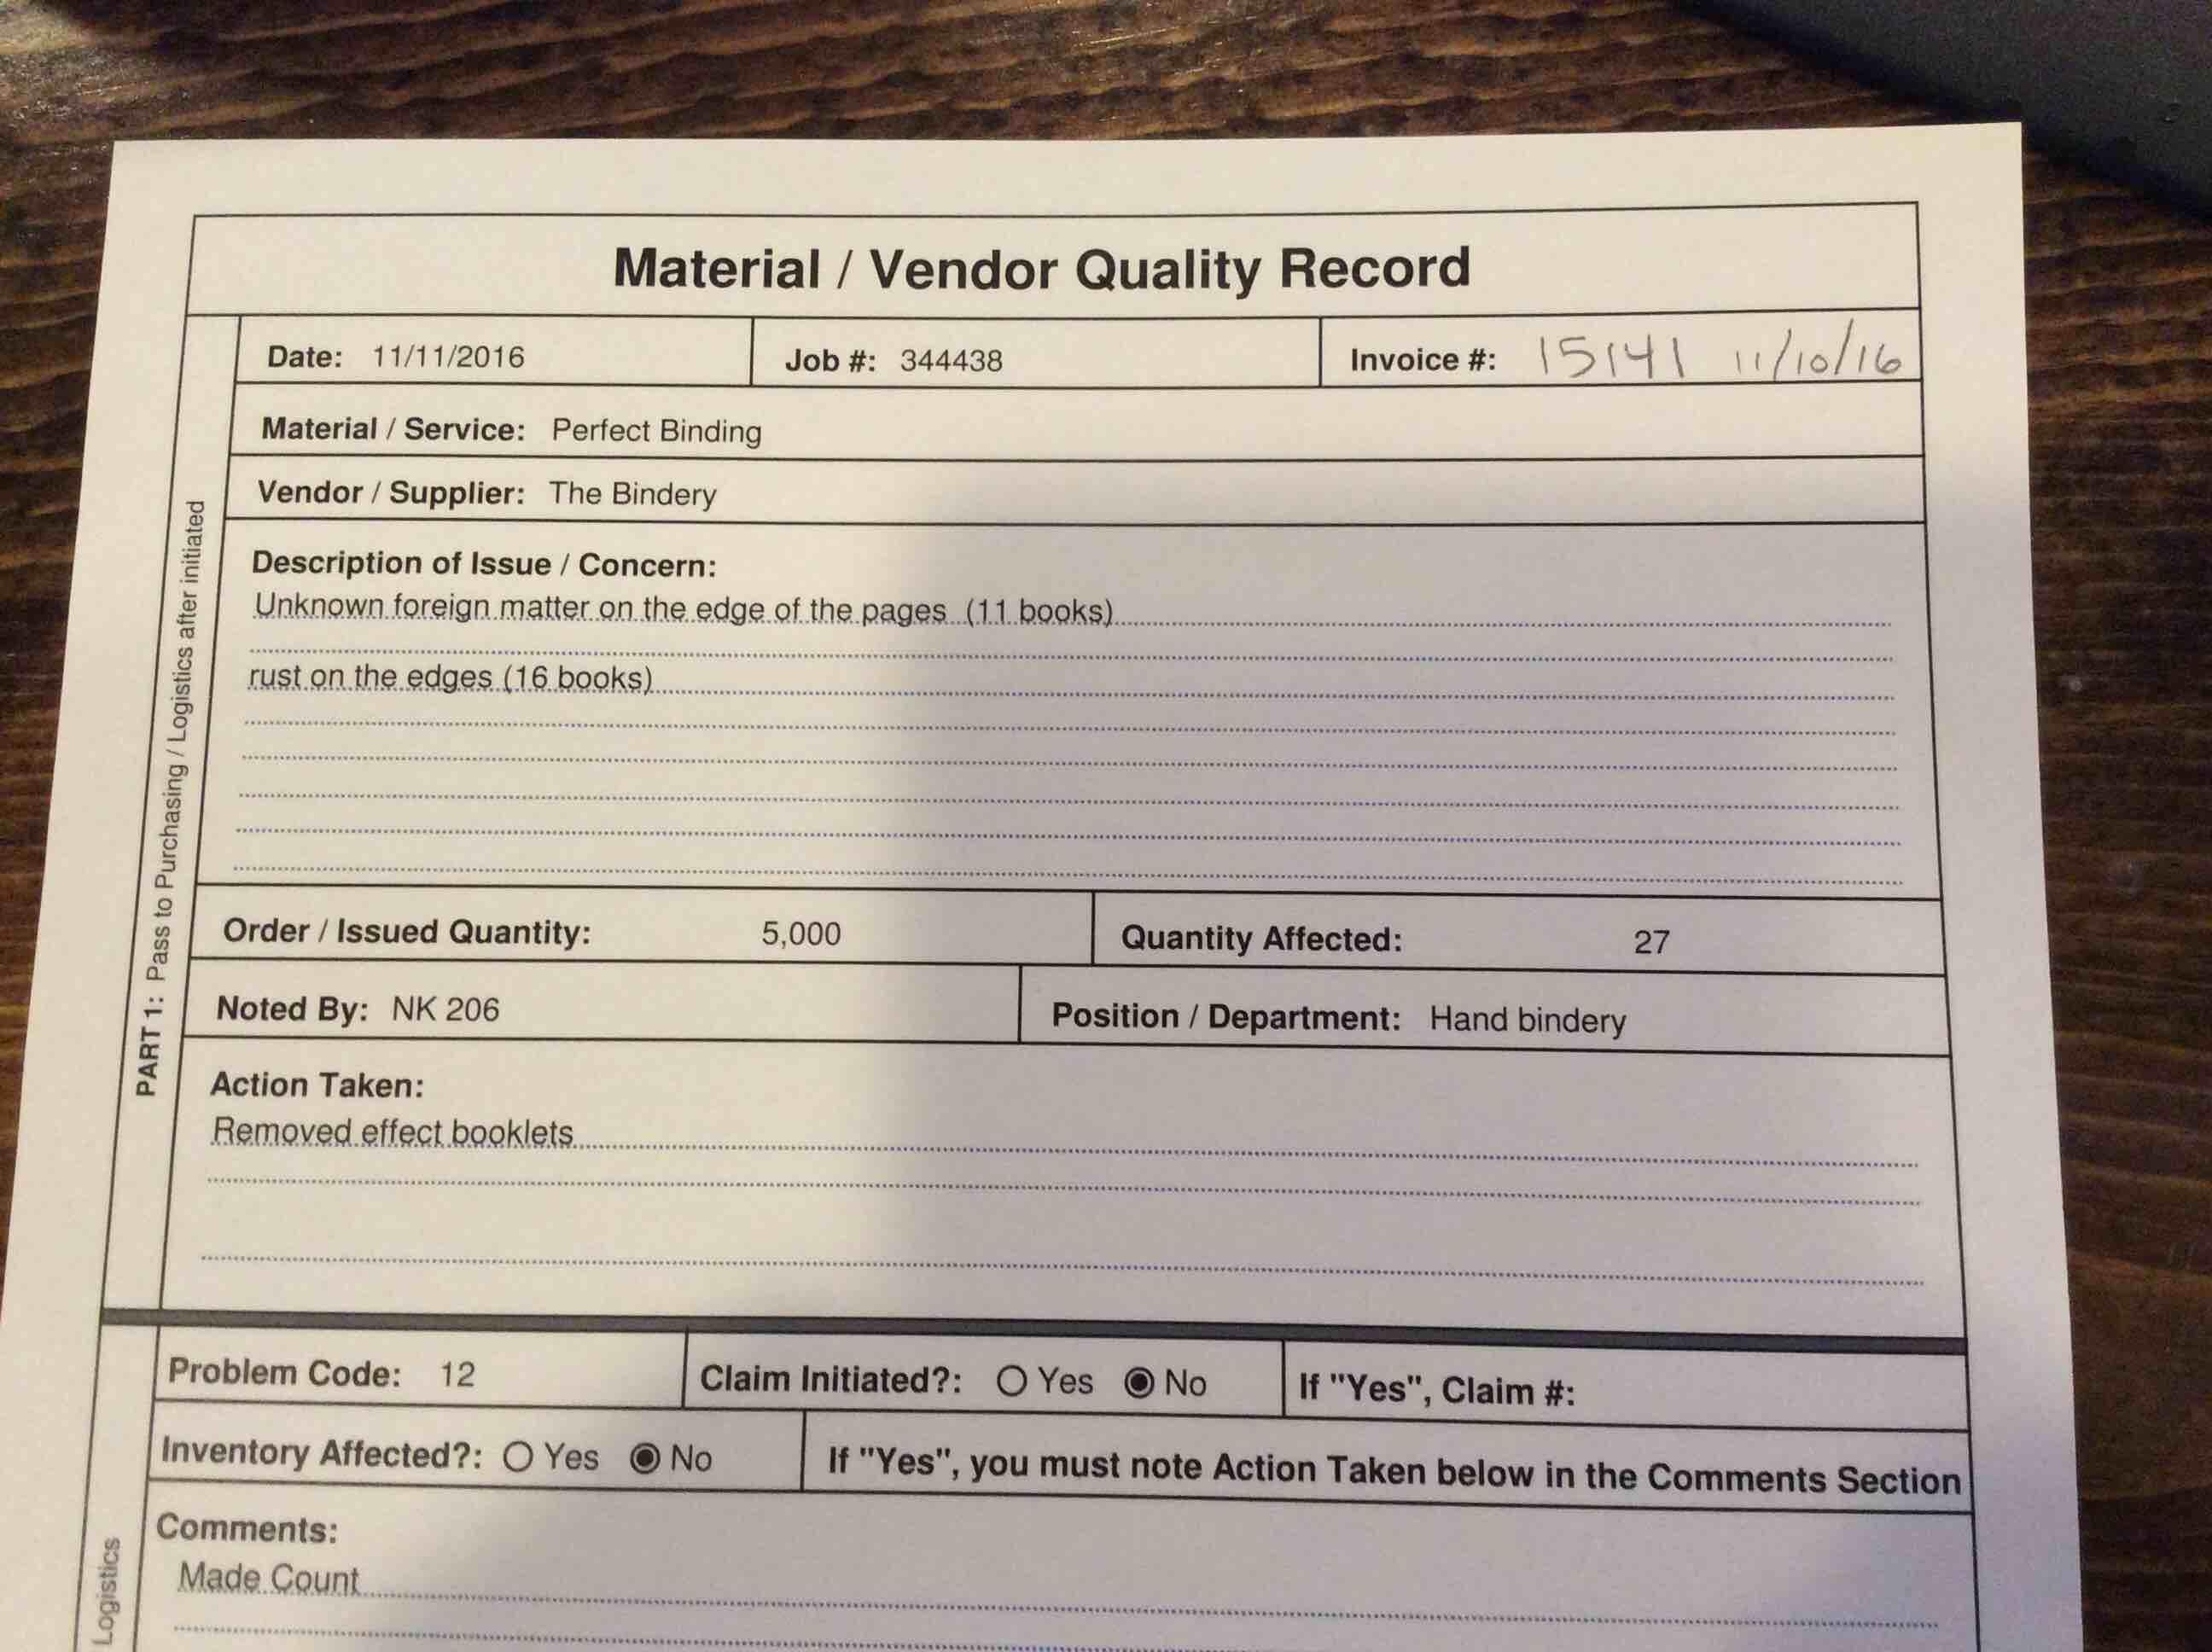 Material / Vendor Quality Record
Date: 11/11/2016 Job #: 344438 Invoice #: 15141 11/10/16
Material / Service: Perfect Binding
Vendor / Supplier: The Bindery
Description of Issue / Concern:
Unknown foreign matter on the edge of the pages (11 books)
rust on the edges (16 books)
Order / Issued Quantity: 5,000 Quantity Affected: 27
Noted By: NK 206 Position / Department: Hand bindery
Action Taken:
Removed effect booklets
PART 1: Pass to Purchasing / Logistics after initiated
Problem Code: 12 Claim Initiated?: Yes No If "Yes", Claim #:
Inventory Affected?: Yes No If "Yes", you must note Action Taken below in the Comments Section
Comments:
Made Count
Logistics